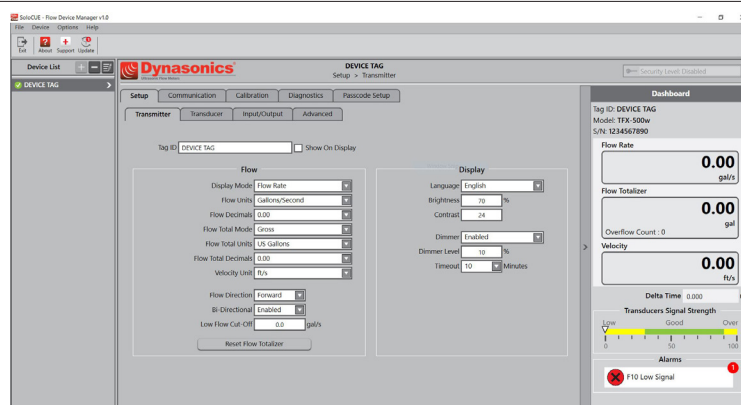 SoloCUE - Flow Device Manager v1.0
File Device Options Help
Exit About Support Update
Device List
DEVICE TAG
Dynasonics
Ultrasonic Flow Meters
DEVICE TAG
Setup > Transmitter
Security Level: Disabled
Setup Communication Calibration Diagnostics Passcode Setup
Transmitter Transducer Input/Output Advanced
Tag ID DEVICE TAG Show On Display
Flow
Display Mode Flow Rate
Flow Units Gallons/Second
Flow Decimals 0.00
Flow Total Mode Gross
Flow Total Units US Gallons
Flow Total Decimals 0.00
Velocity Unit ft/s
Flow Direction Forward
Bi-Directional Enabled
Low Flow Cut-Off 0.0 gal/s
Reset Flow Totalizer
Display
Language English
Brightness 70 %
Contrast 24
Dimmer Enabled
Dimmer Level 10 %
Timeout 10 Minutes
Dashboard
Tag ID: DEVICE TAG
Model: TFX-500w
S/N: 1234567890
Flow Rate
0.00
gal/s
Flow Totalizer
0.00
gal
Overflow Count : 0
Velocity
0.00
ft/s
Delta Time 0.000
Transducers Signal Strength
Low Good Over
0 50 100
Alarms
1
F10 Low Signal